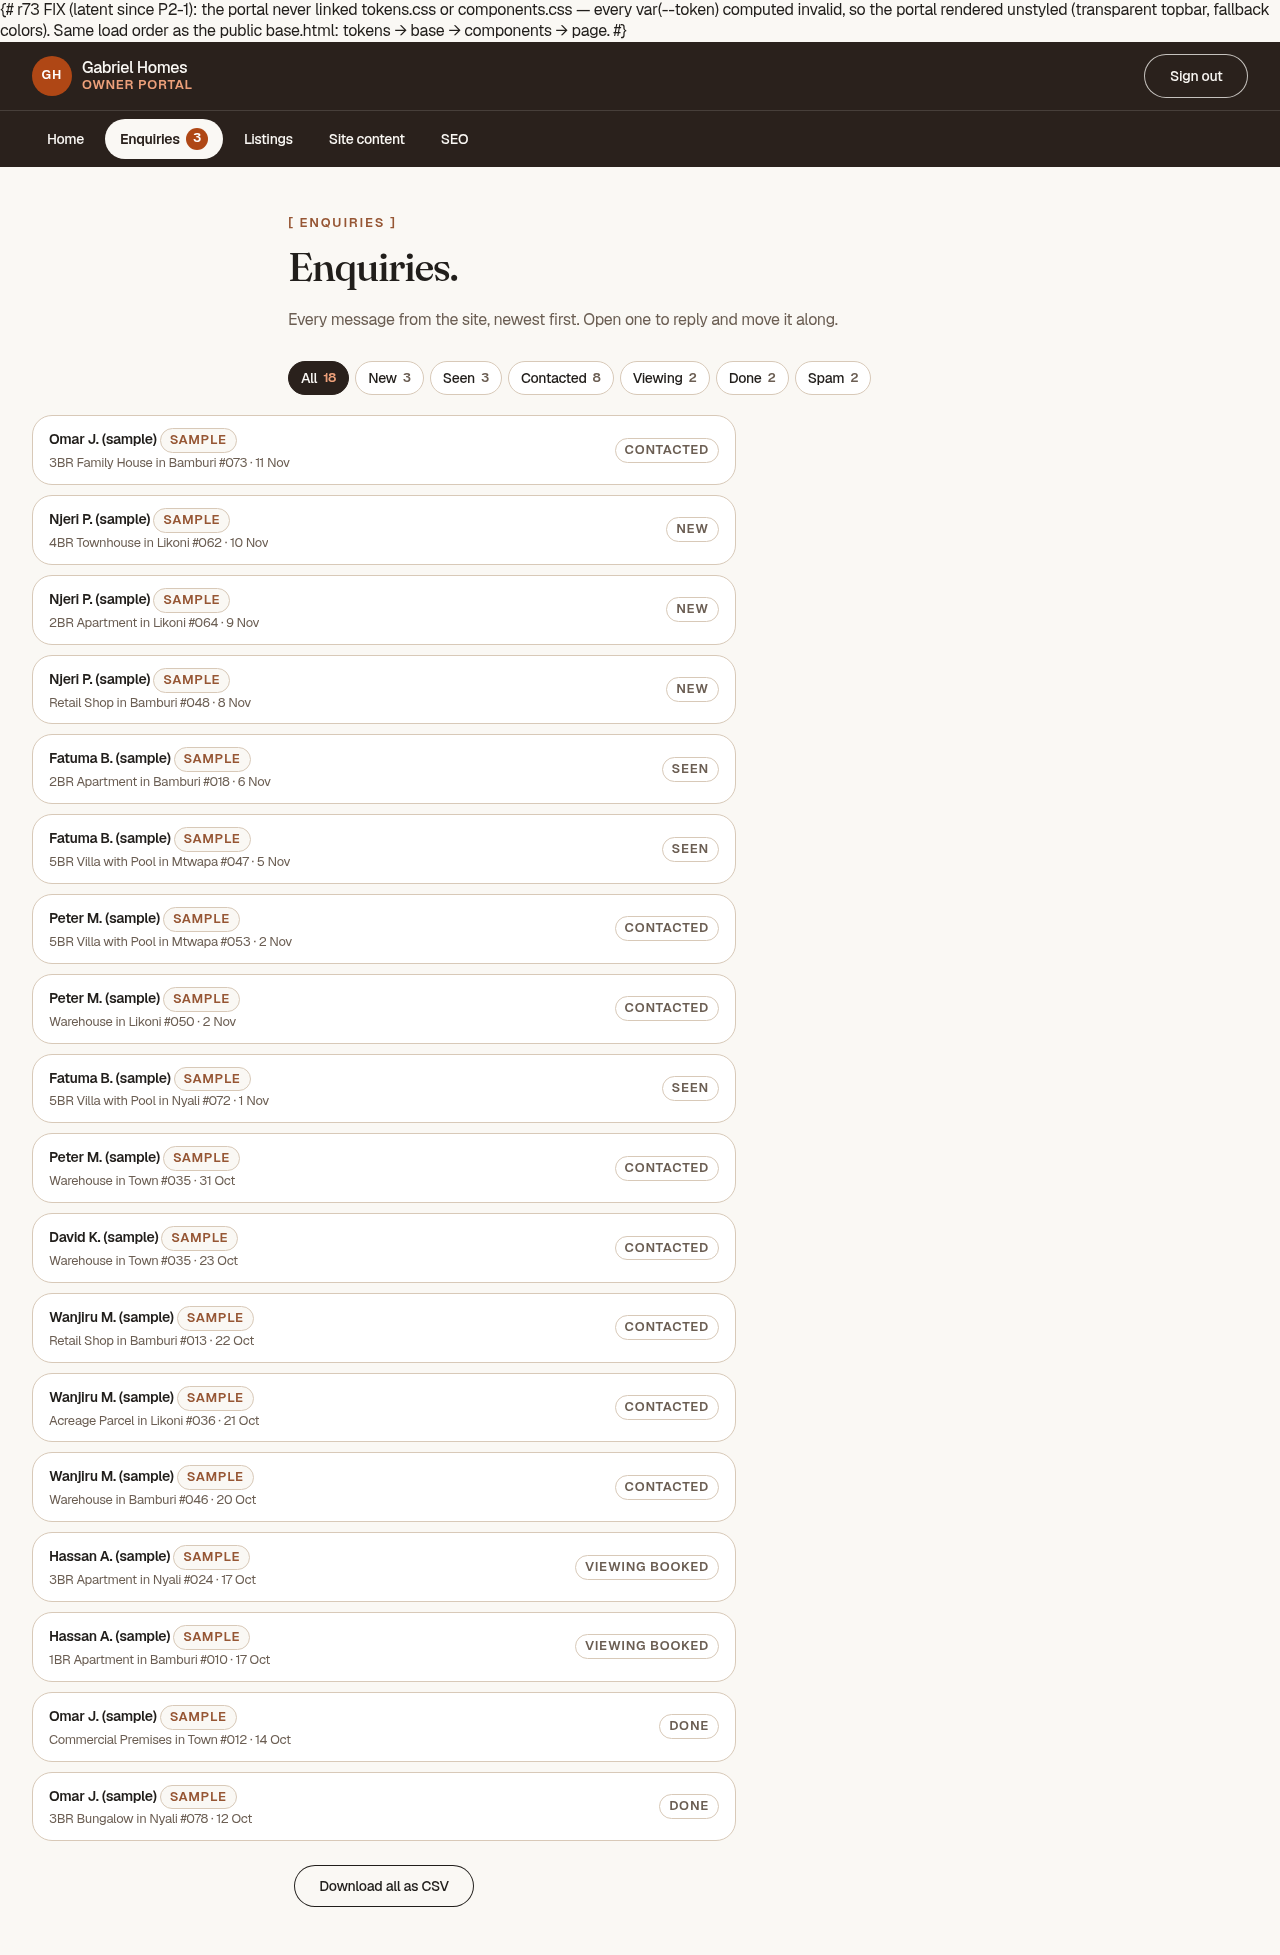 {# r73 FIX (latent since P2-1): the portal never linked tokens.css or components.css — every var(--token) computed invalid, so the portal rendered unstyled (transparent topbar, fallback
colors). Same load order as the public base.html: tokens → base → components → page. #}
GH
Gabriel Homes
OWNER PORTAL
Sign out
Home Enquiries 3 Listings Site content SEO
[ ENQUIRIES ]
Enquiries.
Every message from the site, newest first. Open one to reply and move it along.
All 18 New 3 Seen 3 Contacted 8 Viewing 2 Done 2 Spam 2
Omar J. (sample) SAMPLE
3BR Family House in Bamburi #073 · 11 Nov
CONTACTED
Njeri P. (sample) SAMPLE
4BR Townhouse in Likoni #062 · 10 Nov
NEW
Njeri P. (sample) SAMPLE
2BR Apartment in Likoni #064 · 9 Nov
NEW
Njeri P. (sample) SAMPLE
Retail Shop in Bamburi #048 · 8 Nov
NEW
Fatuma B. (sample) SAMPLE
2BR Apartment in Bamburi #018 · 6 Nov
SEEN
Fatuma B. (sample) SAMPLE
5BR Villa with Pool in Mtwapa #047 · 5 Nov
SEEN
Peter M. (sample) SAMPLE
5BR Villa with Pool in Mtwapa #053 · 2 Nov
CONTACTED
Peter M. (sample) SAMPLE
Warehouse in Likoni #050 · 2 Nov
CONTACTED
Fatuma B. (sample) SAMPLE
5BR Villa with Pool in Nyali #072 · 1 Nov
SEEN
Peter M. (sample) SAMPLE
Warehouse in Town #035 · 31 Oct
CONTACTED
David K. (sample) SAMPLE
Warehouse in Town #035 · 23 Oct
CONTACTED
Wanjiru M. (sample) SAMPLE
Retail Shop in Bamburi #013 · 22 Oct
CONTACTED
Wanjiru M. (sample) SAMPLE
Acreage Parcel in Likoni #036 · 21 Oct
CONTACTED
Wanjiru M. (sample) SAMPLE
Warehouse in Bamburi #046 · 20 Oct
CONTACTED
Hassan A. (sample) SAMPLE
3BR Apartment in Nyali #024 · 17 Oct
VIEWING BOOKED
Hassan A. (sample) SAMPLE
1BR Apartment in Bamburi #010 · 17 Oct
VIEWING BOOKED
Omar J. (sample) SAMPLE
Commercial Premises in Town #012 · 14 Oct
DONE
Omar J. (sample) SAMPLE
3BR Bungalow in Nyali #078 · 12 Oct
DONE
Download all as CSV